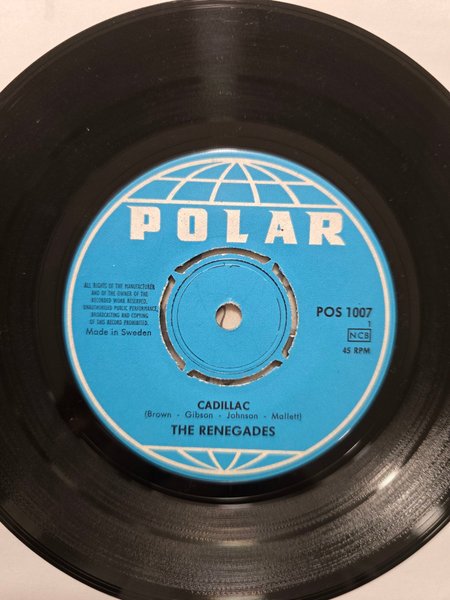 POLAR
ALL RIGHTS OF THE MANUFACTURER
AND OF THE OWNER OF THE
RECORDED WORK RESERVED.
UNAUTHORISED PUBLIC PERFORMANCE,
BROADCASTING AND COPYING
OF THIS RECORD PROHIBITED.
Made in Sweden
POS 1007
1
NCB
45 RPM
CADILLAC
(Brown - Gibson - Johnson - Mallett)
THE RENEGADES